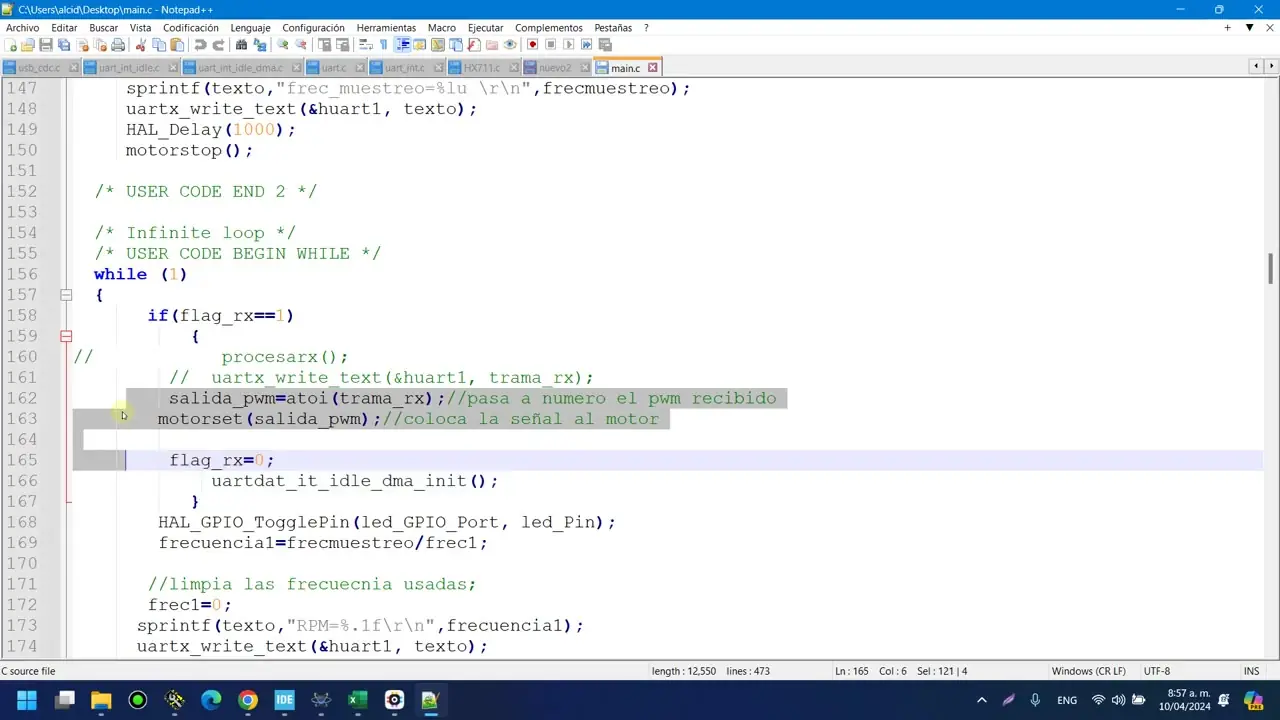 C:\Users\alcid\Desktop\main.c - Notepad++
Archivo Editar Buscar Vista Codificación Lenguaje Configuración Herramientas Macro Ejecutar Complementos Pestañas ?
usb_cdc.c uart_int_idle.c uart_int_idle_dma.c uart.c uart_int.c HX711.c nuevo2 main.c
147 sprintf(texto,"frec_muestreo=%lu \r\n",frecmuestreo);
148 uartx_write_text(&huart1, texto);
149 HAL_Delay(1000);
150 motorstop();
151
152 /* USER CODE END 2 */
153
154 /* Infinite loop */
155 /* USER CODE BEGIN WHILE */
156 while (1)
157 {
158 if(flag_rx==1)
159 {
160 // procesarx();
161 // uartx_write_text(&huart1, trama_rx);
162 salida_pwm=atoi(trama_rx);//pasa a numero el pwm recibido
163 motorset(salida_pwm);//coloca la señal al motor
164
165 flag_rx=0;
166 uartdat_it_idle_dma_init();
167 }
168 HAL_GPIO_TogglePin(led_GPIO_Port, led_Pin);
169 frecuencia1=frecmuestreo/frec1;
170
171 //limpia las frecuecnia usadas;
172 frec1=0;
173 sprintf(texto,"RPM=%.1f\r\n",frecuencia1);
174 uartx_write_text(&huart1, texto);
C source file length : 12,550 lines : 473 Ln : 165 Col : 6 Sel : 121 | 4 Windows (CR LF) UTF-8 INS
IDE ENG 8:57 a. m.
10/04/2024